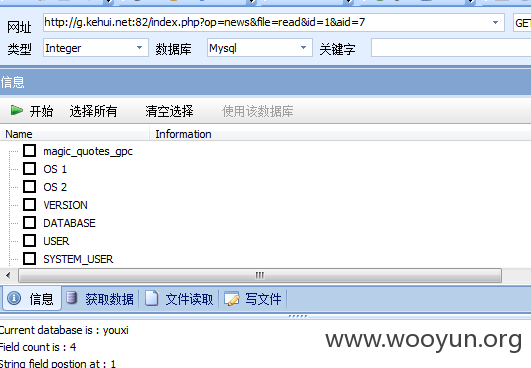 网址 http://g.kehui.net:82/index.php?op=news&file=read&id=1&aid=7 GET
类型 Integer 数据库 Mysql 关键字
信息
开始 选择所有 清空选择 使用该数据库
Name Information
magic_quotes_gpc
OS 1
OS 2
VERSION
DATABASE
USER
SYSTEM_USER
信息 获取数据 文件读取 写文件
Current database is : youxi
Field count is : 4
String field postion at : 1
www.wooyun.org